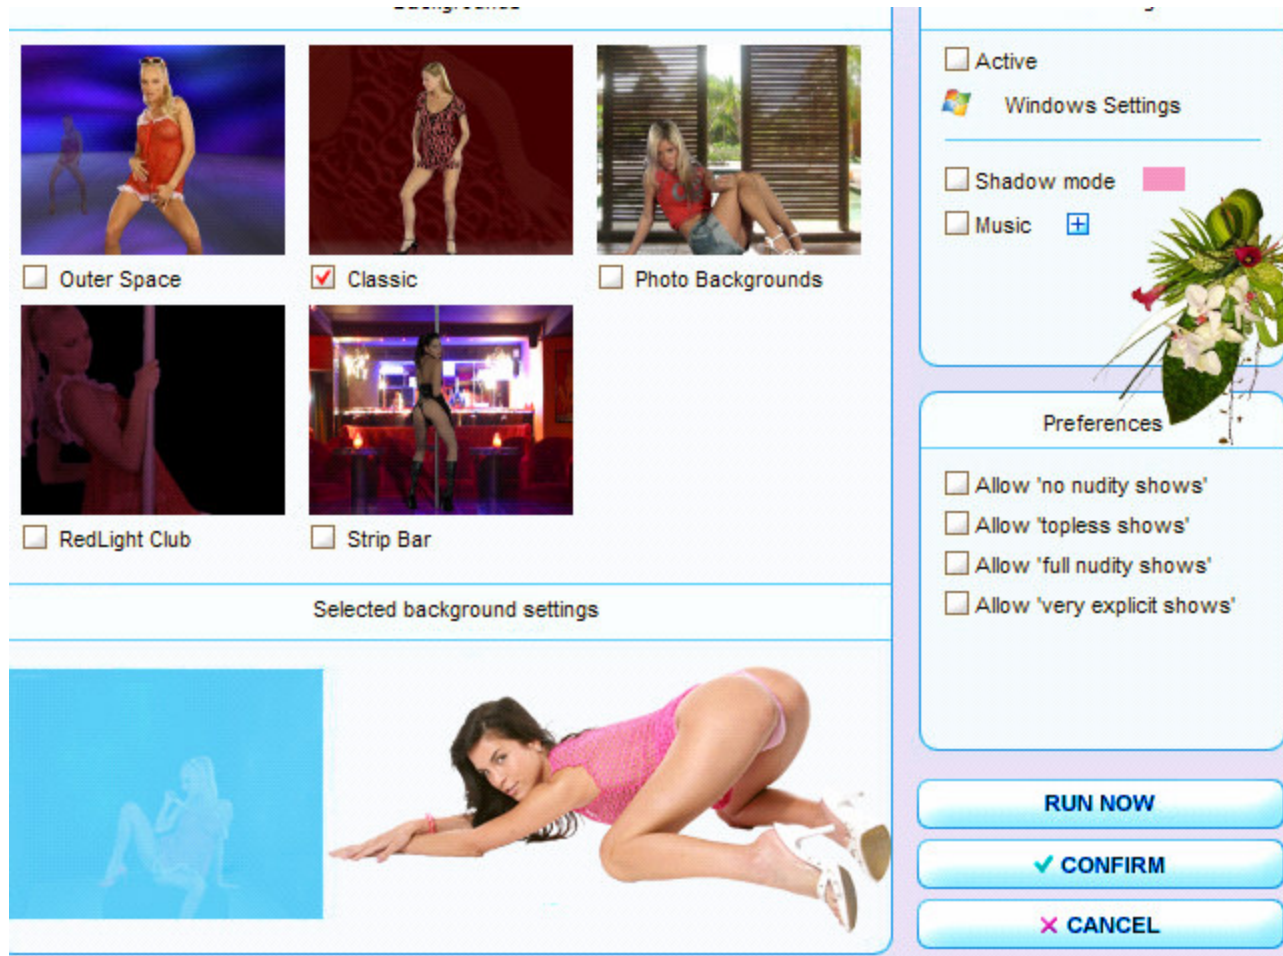 Backgrounds
Active
Windows Settings
Shadow mode
Music
Outer Space
Classic
Photo Backgrounds
RedLight Club
Strip Bar
Preferences
Allow 'no nudity shows'
Allow 'topless shows'
Allow 'full nudity shows'
Allow 'very explicit shows'
Selected background settings
RUN NOW
CONFIRM
CANCEL